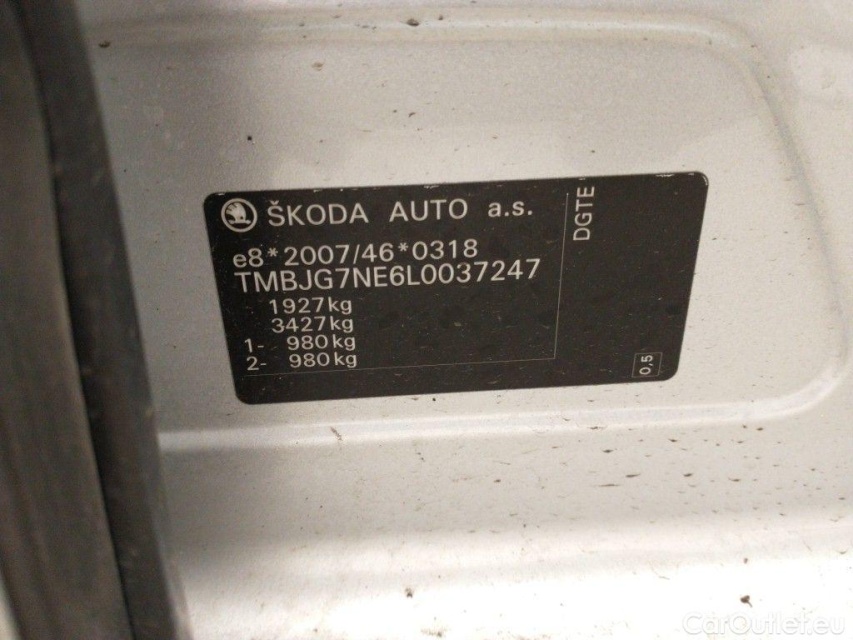 ŠKODA AUTO a.s.
e8*2007/46*0318
TMBJG7NE6L0037247
1927kg
3427kg
1- 980kg
2- 980kg
DGTE
0,5
CarOutlet.eu